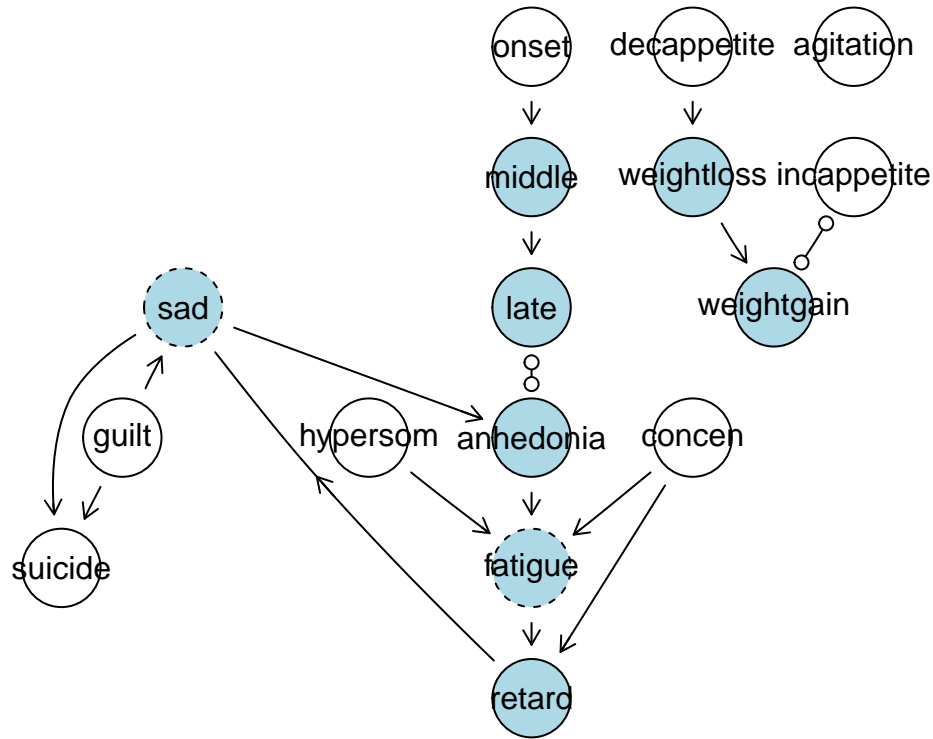 onset decappetite agitation
middle weightloss incappetite
sad late weightgain
guilt hypersom anhedonia concen
suicide fatigue
retard